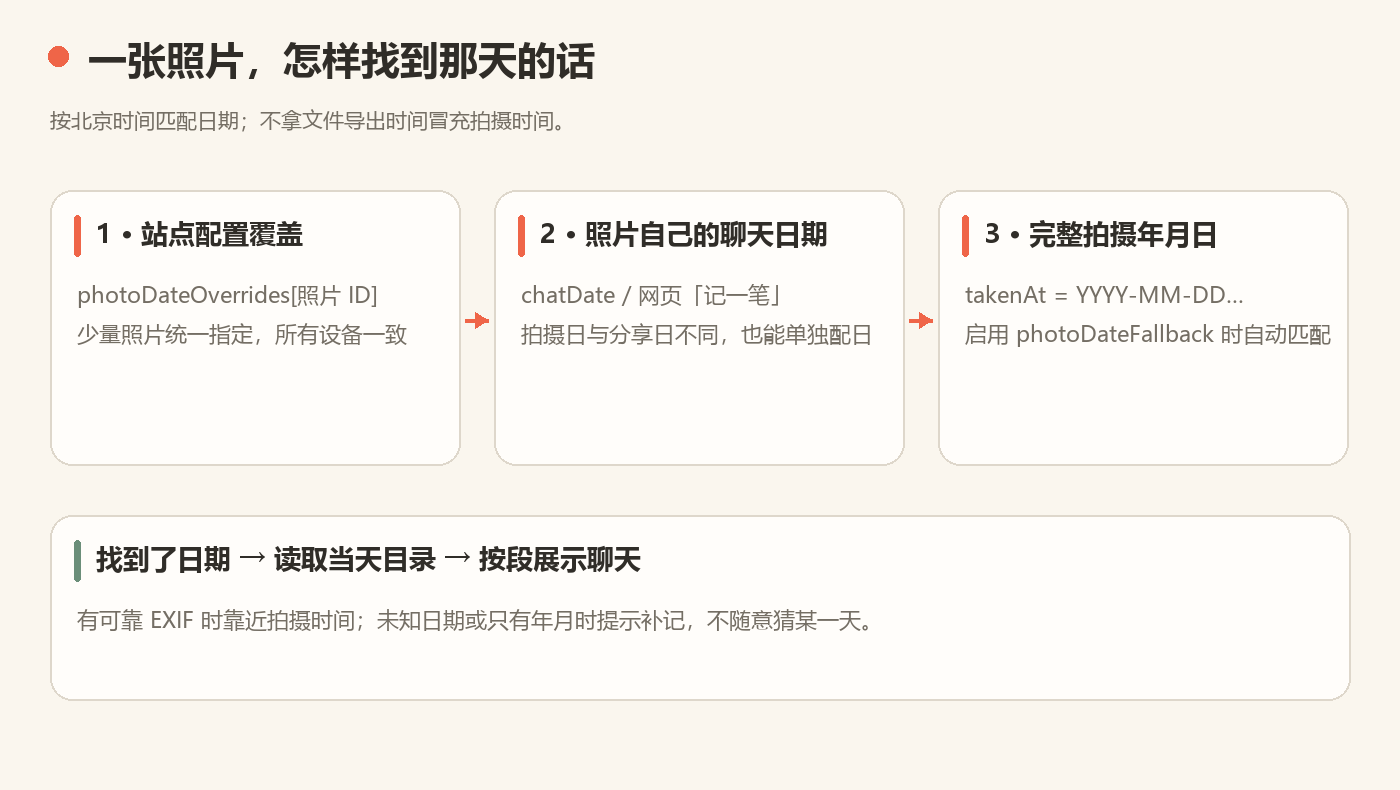 一张照片，怎样找到那天的话
按北京时间匹配日期；不拿文件导出时间冒充拍摄时间。
1 • 站点配置覆盖
photoDateOverrides[照片 ID]
少量照片统一指定，所有设备一致
2 • 照片自己的聊天日期
chatDate / 网页「记一笔」
拍摄日与分享日不同，也能单独配日
3 • 完整拍摄年月日
takenAt = YYYY-MM-DD…
启用 photoDateFallback 时自动匹配
找到了日期 → 读取当天目录 → 按段展示聊天
有可靠 EXIF 时靠近拍摄时间；未知日期或只有年月时提示补记，不随意猜某一天。